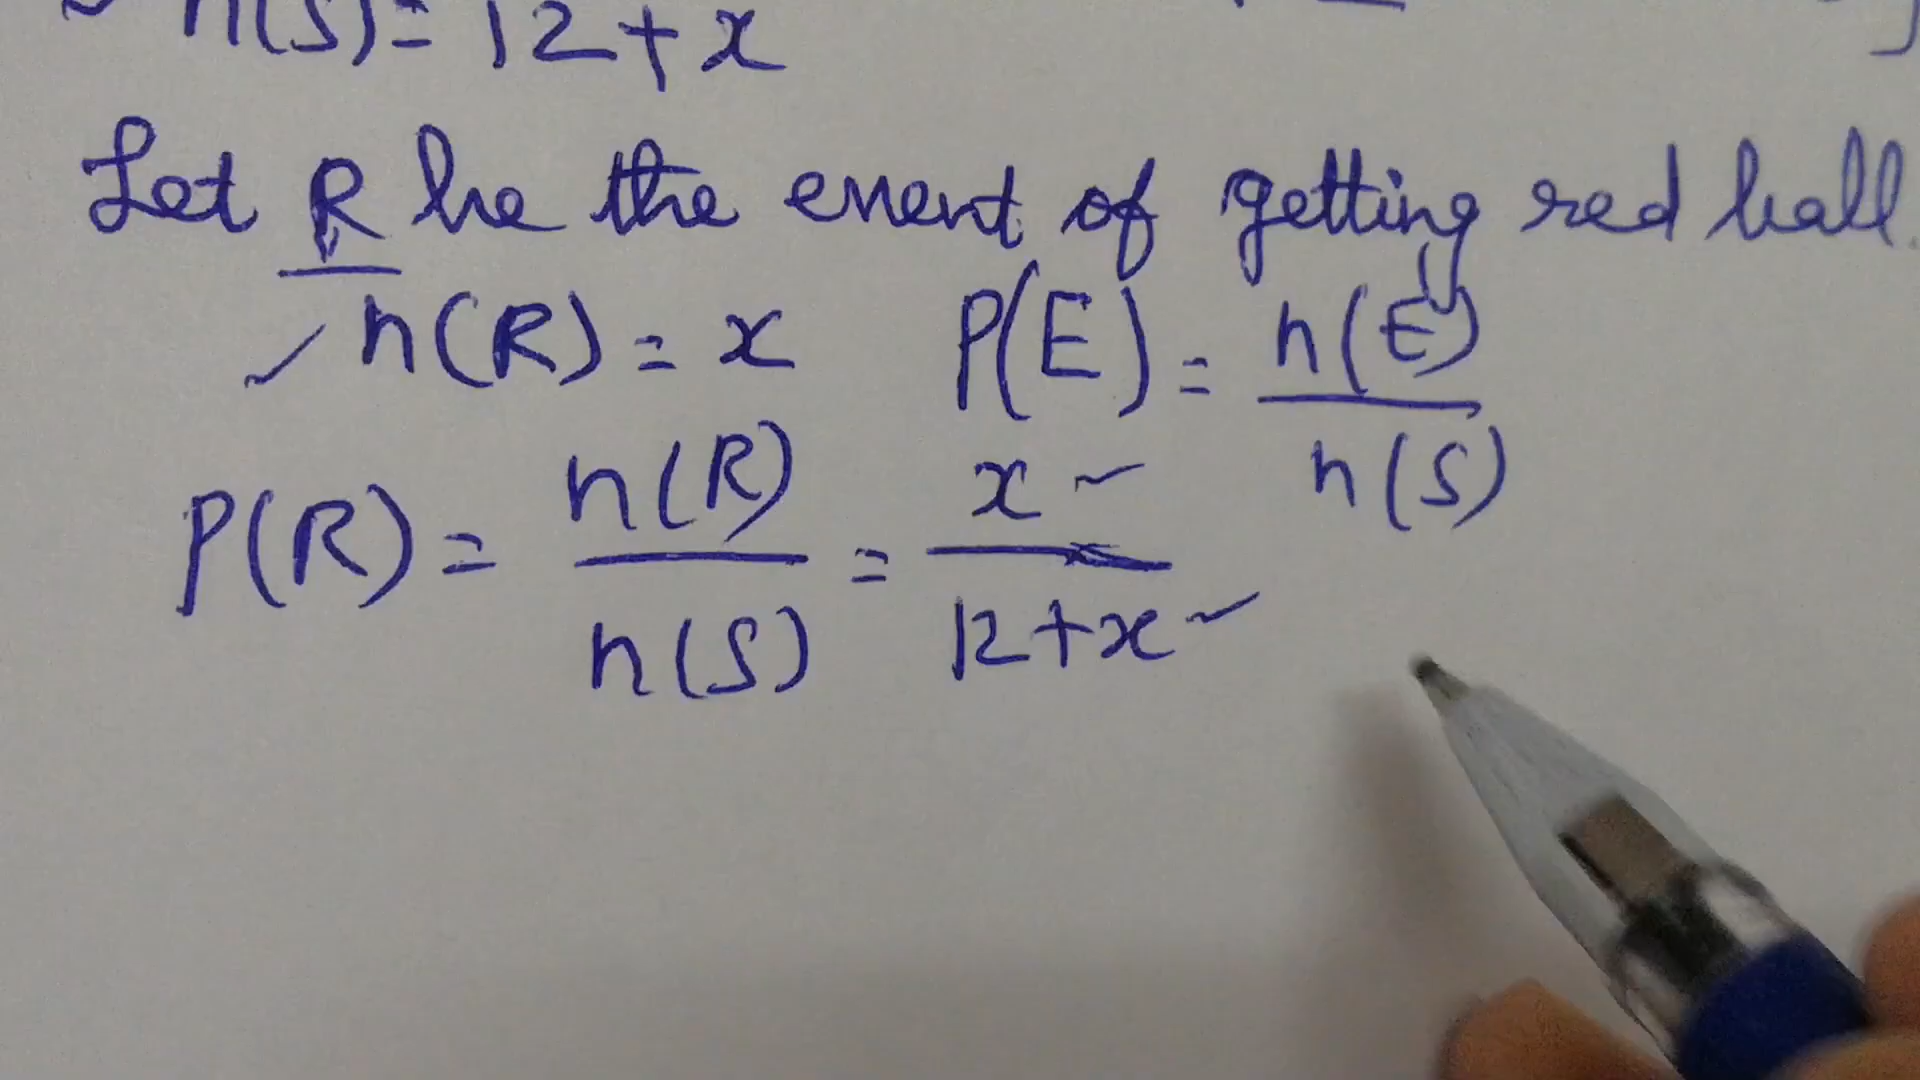 n(S) = 12 + x
Let R be the event of getting red ball.
n(R) = x P(E) = n(E) / n(S)
P(R) = n(R) / n(S) = x / 12 + x